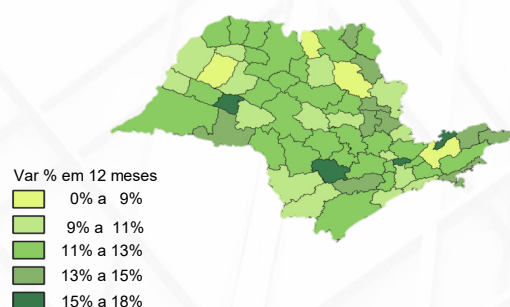 Var % em 12 meses
0% a 9%
9% a 11%
11% a 13%
13% a 15%
15% a 18%